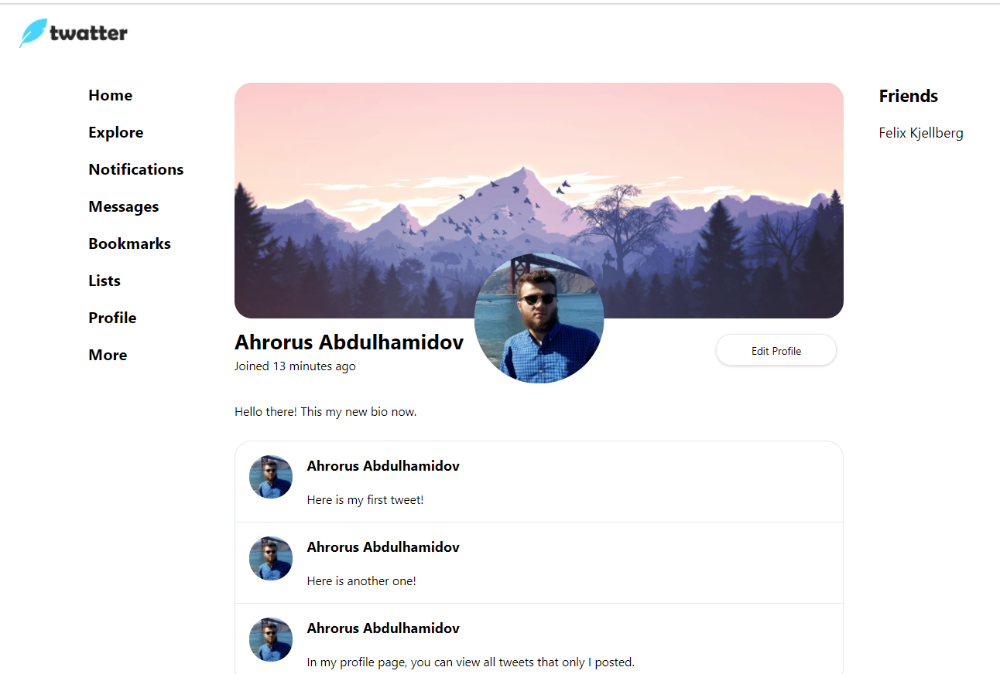 twatter
Home
Explore
Notifications
Messages
Bookmarks
Lists
Profile
More
Ahrorus Abdulhamidov
Joined 13 minutes ago
Edit Profile
Hello there! This my new bio now.
Ahrorus Abdulhamidov
Here is my first tweet!
Ahrorus Abdulhamidov
Here is another one!
Ahrorus Abdulhamidov
In my profile page, you can view all tweets that only I posted.
Friends
Felix Kjellberg